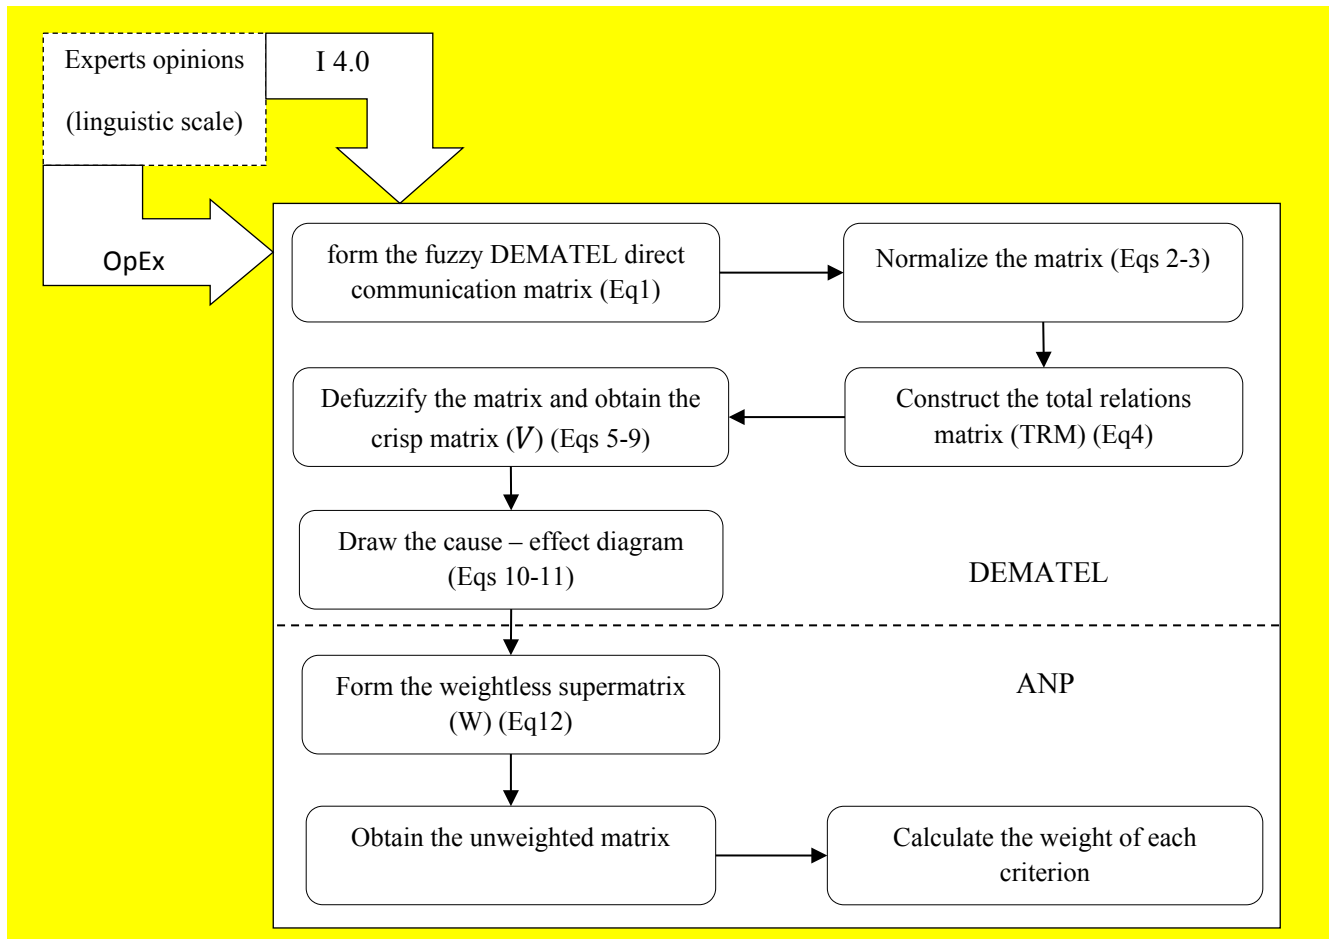 Experts opinions
(linguistic scale)
I 4.0
OpEx
form the fuzzy DEMATEL direct
communication matrix (Eq1)
Normalize the matrix (Eqs 2-3)
Construct the total relations
matrix (TRM) (Eq4)
Defuzzify the matrix and obtain the
crisp matrix (V) (Eqs 5-9)
Draw the cause – effect diagram
(Eqs 10-11)
DEMATEL
ANP
Form the weightless supermatrix
(W) (Eq12)
Obtain the unweighted matrix
Calculate the weight of each
criterion